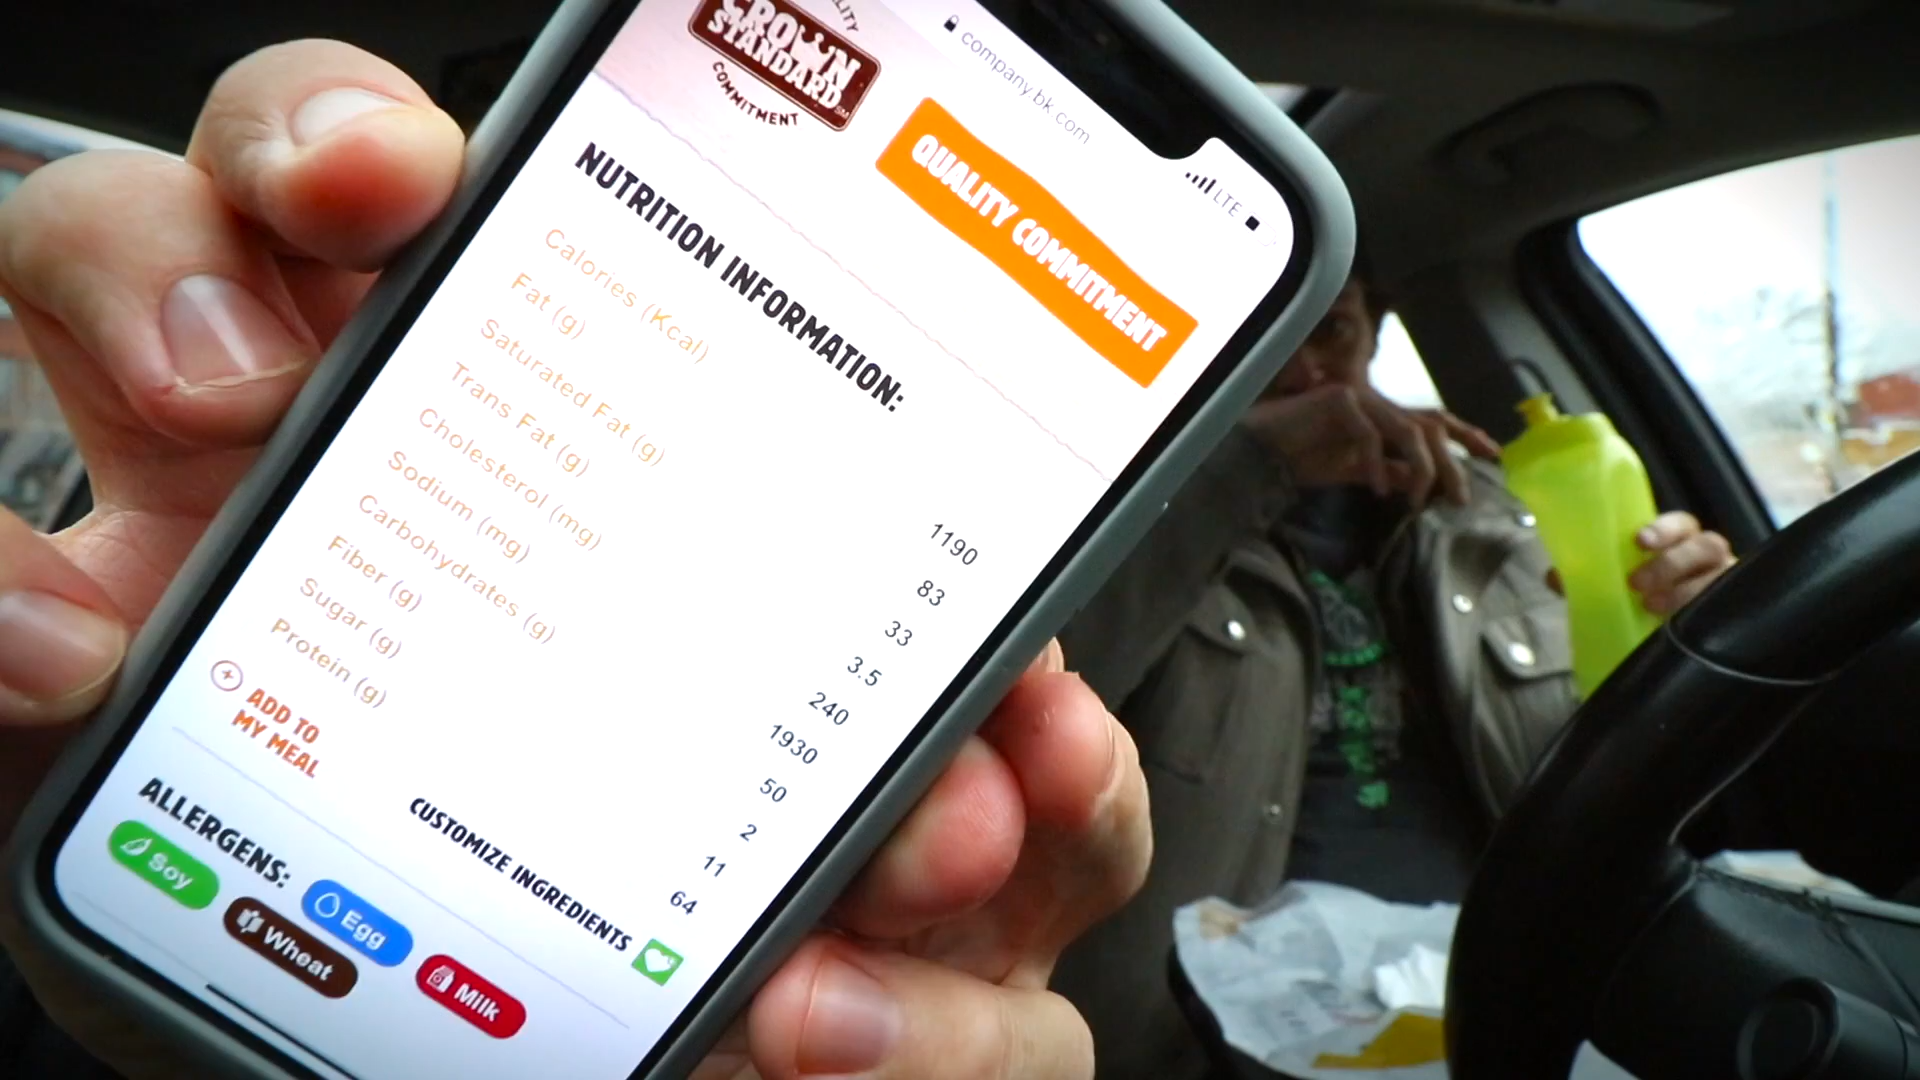 company.bk.com
LTE
CROWN
STANDARD
SM
COMMITMENT
QUALITY COMMITMENT
NUTRITION INFORMATION:
Calories (Kcal) 1190
Fat (g) 83
Saturated Fat (g) 33
Trans Fat (g) 3.5
Cholesterol (mg) 240
Sodium (mg) 1930
Carbohydrates (g) 50
Fiber (g) 2
Sugar (g) 11
Protein (g) 64
ADD TO
MY MEAL
CUSTOMIZE INGREDIENTS
ALLERGENS:
Soy
Egg
Wheat
Milk